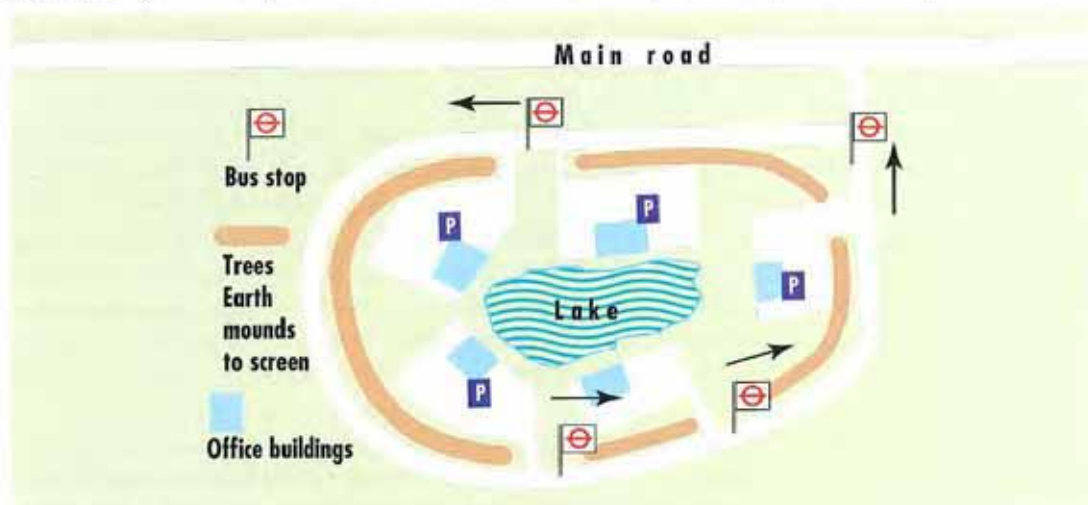 Main road
Bus stop
Trees
Earth
mounds
to screen
Office buildings
P
P
P
Lake
P